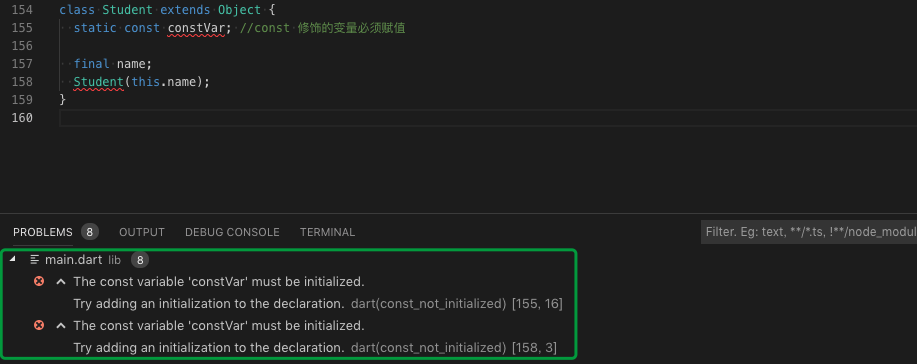 154 class Student extends Object {
155 static const constVar; //const 修饰的变量必须赋值
156
157 final name;
158 Student(this.name);
159 }
160
PROBLEMS 8 OUTPUT DEBUG CONSOLE TERMINAL Filter. Eg: text, **/*.ts, !**/node_modul
main.dart lib 8
The const variable 'constVar' must be initialized.
Try adding an initialization to the declaration. dart(const_not_initialized) [155, 16]
The const variable 'constVar' must be initialized.
Try adding an initialization to the declaration. dart(const_not_initialized) [158, 3]